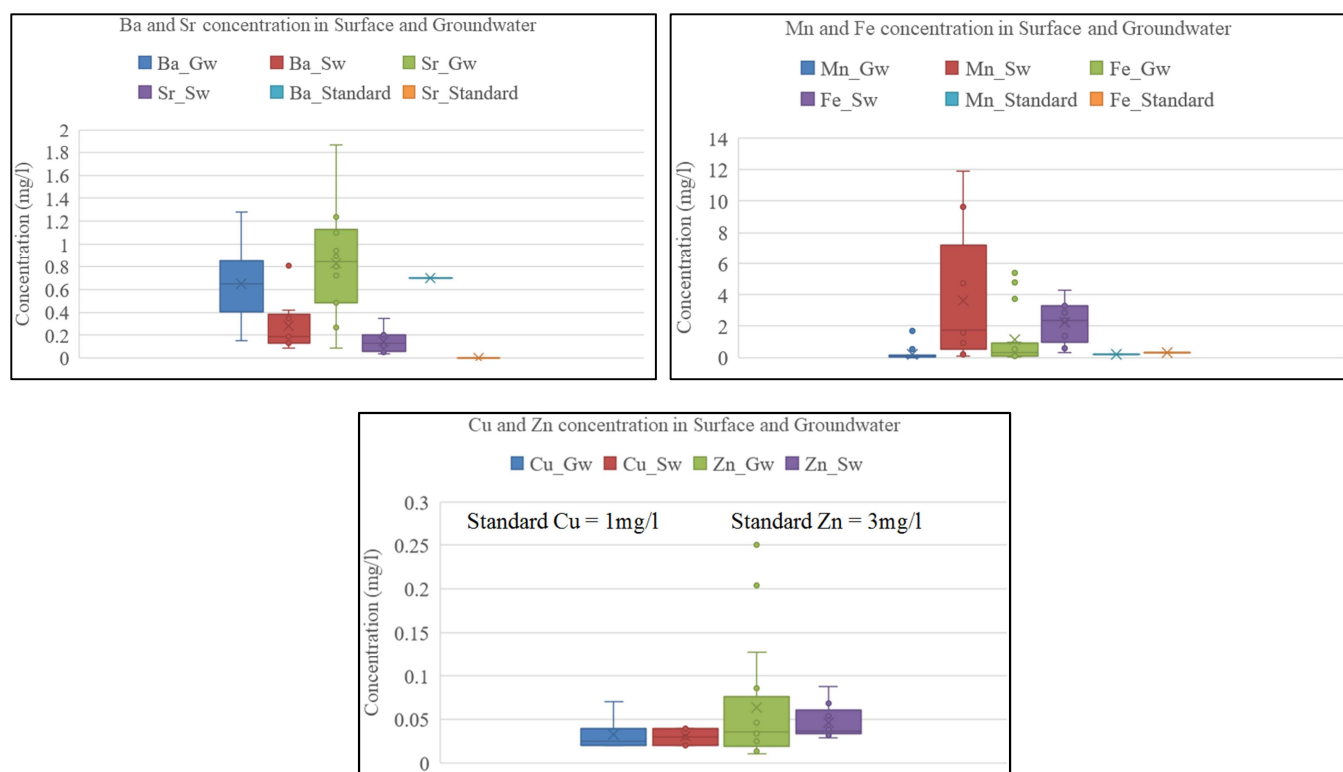 Ba and Sr concentration in Surface and Groundwater
Ba_Gw Ba_Sw Sr_Gw
Sr_Sw Ba_Standard Sr_Standard
Concentration (mg/l)
2
1.8
1.6
1.4
1.2
1
0.8
0.6
0.4
0.2
0
Mn and Fe concentration in Surface and Groundwater
Mn_Gw Mn_Sw Fe_Gw
Fe_Sw Mn_Standard Fe_Standard
Concentration (mg/l)
14
12
10
8
6
4
2
0
Cu and Zn concentration in Surface and Groundwater
Cu_Gw Cu_Sw Zn_Gw Zn_Sw
Concentration (mg/l)
0.3
Standard Cu = 1mg/l Standard Zn = 3mg/l
0.25
0.2
0.15
0.1
0.05
0